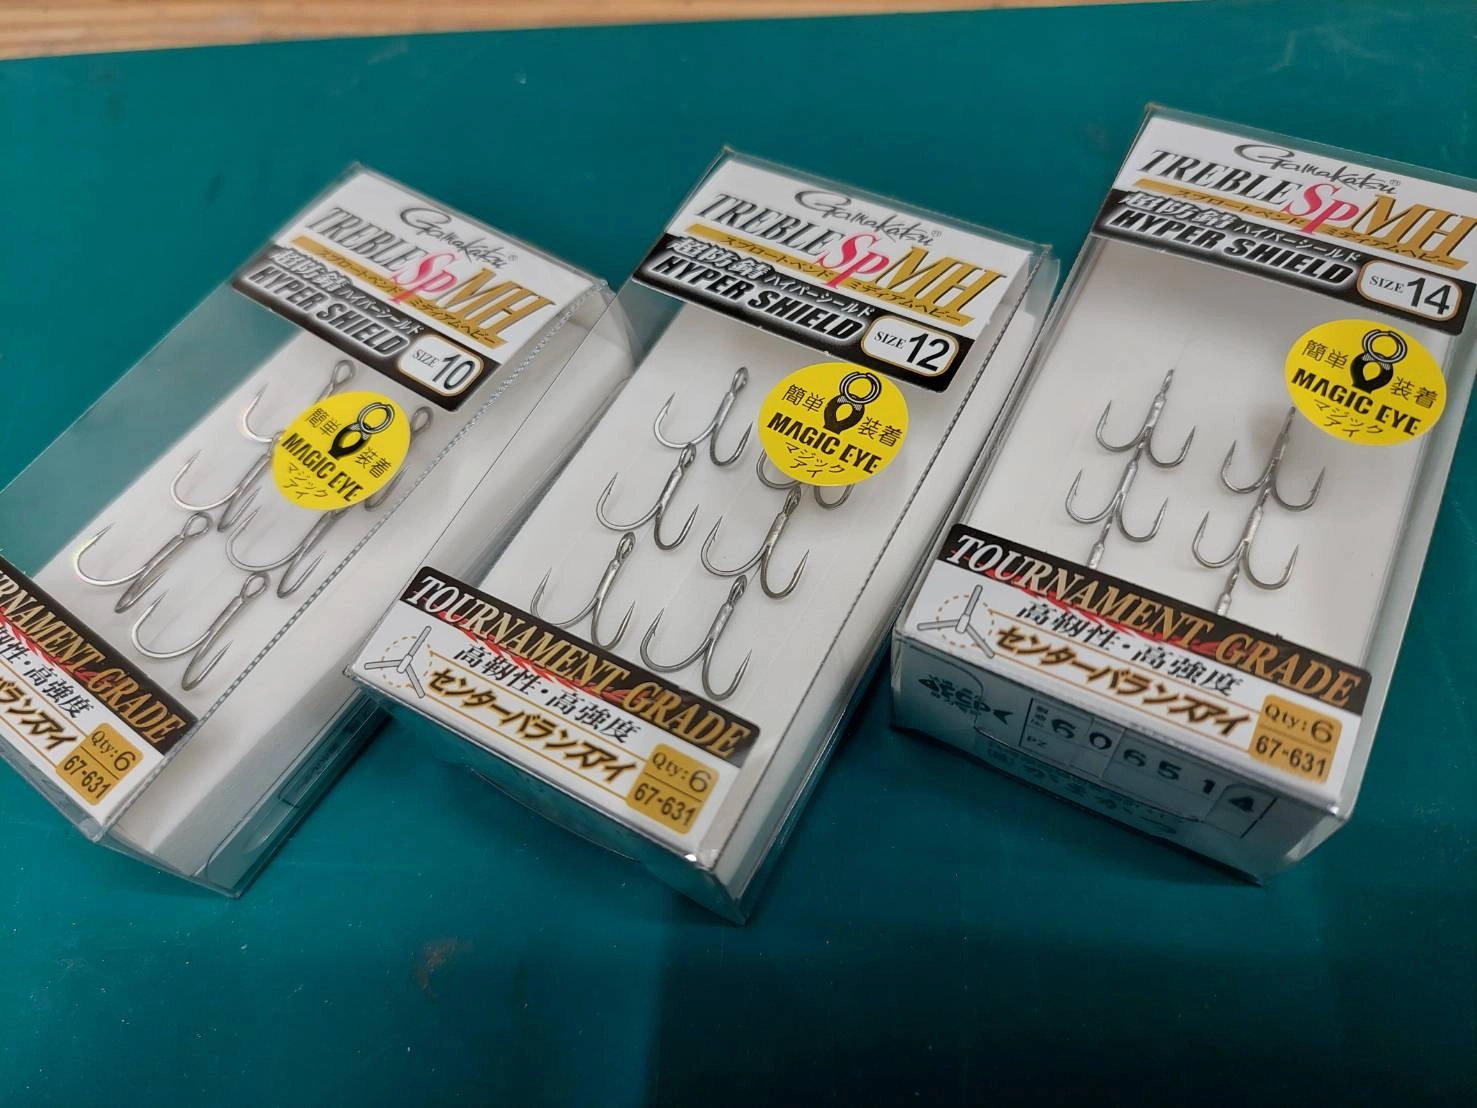 Gamakatsu®
TREBLE Sp MH
スプロートベンド ミディアムヘビー
超防錆 ハイパーシールド
HYPER SHIELD
SIZE 10
簡単 装着
MAGIC EYE
マジック
アイ
TOURNAMENT GRADE
性・高強度
バランスアイ
Qty:6
67-631
Gamakatsu®
TREBLE Sp MH
スプロートベンド ミディアムヘビー
超防錆 ハイパーシールド
HYPER SHIELD
SIZE 12
簡単 装着
MAGIC EYE
マジック
アイ
TOURNAMENT GRADE
高靭性・高強度
センターバランスアイ
Qty:6
67-631
Gamakatsu®
TREBLE Sp MH
スプロートベンド ミディアムヘビー
超防錆 ハイパーシールド
HYPER SHIELD
SIZE 14
簡単 装着
MAGIC EYE
マジック
アイ
TOURNAMENT GRADE
高靭性・高強度
センターバランスアイ
Qty:6
67-631
606514